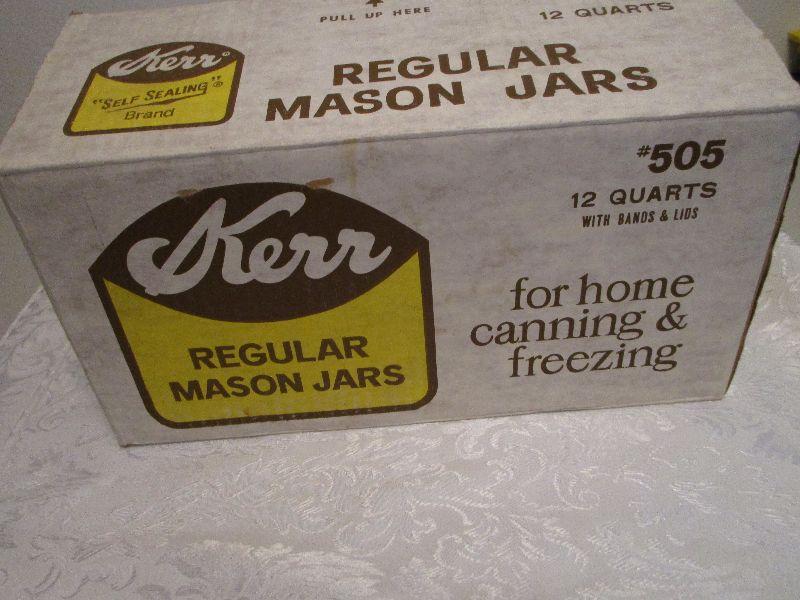 PULL UP HERE
12 QUARTS
Kerr®
"SELF SEALING"®
Brand
REGULAR
MASON JARS
#505
12 QUARTS
WITH BANDS & LIDS
Kerr
REGULAR
MASON JARS
for home
canning &
freezing